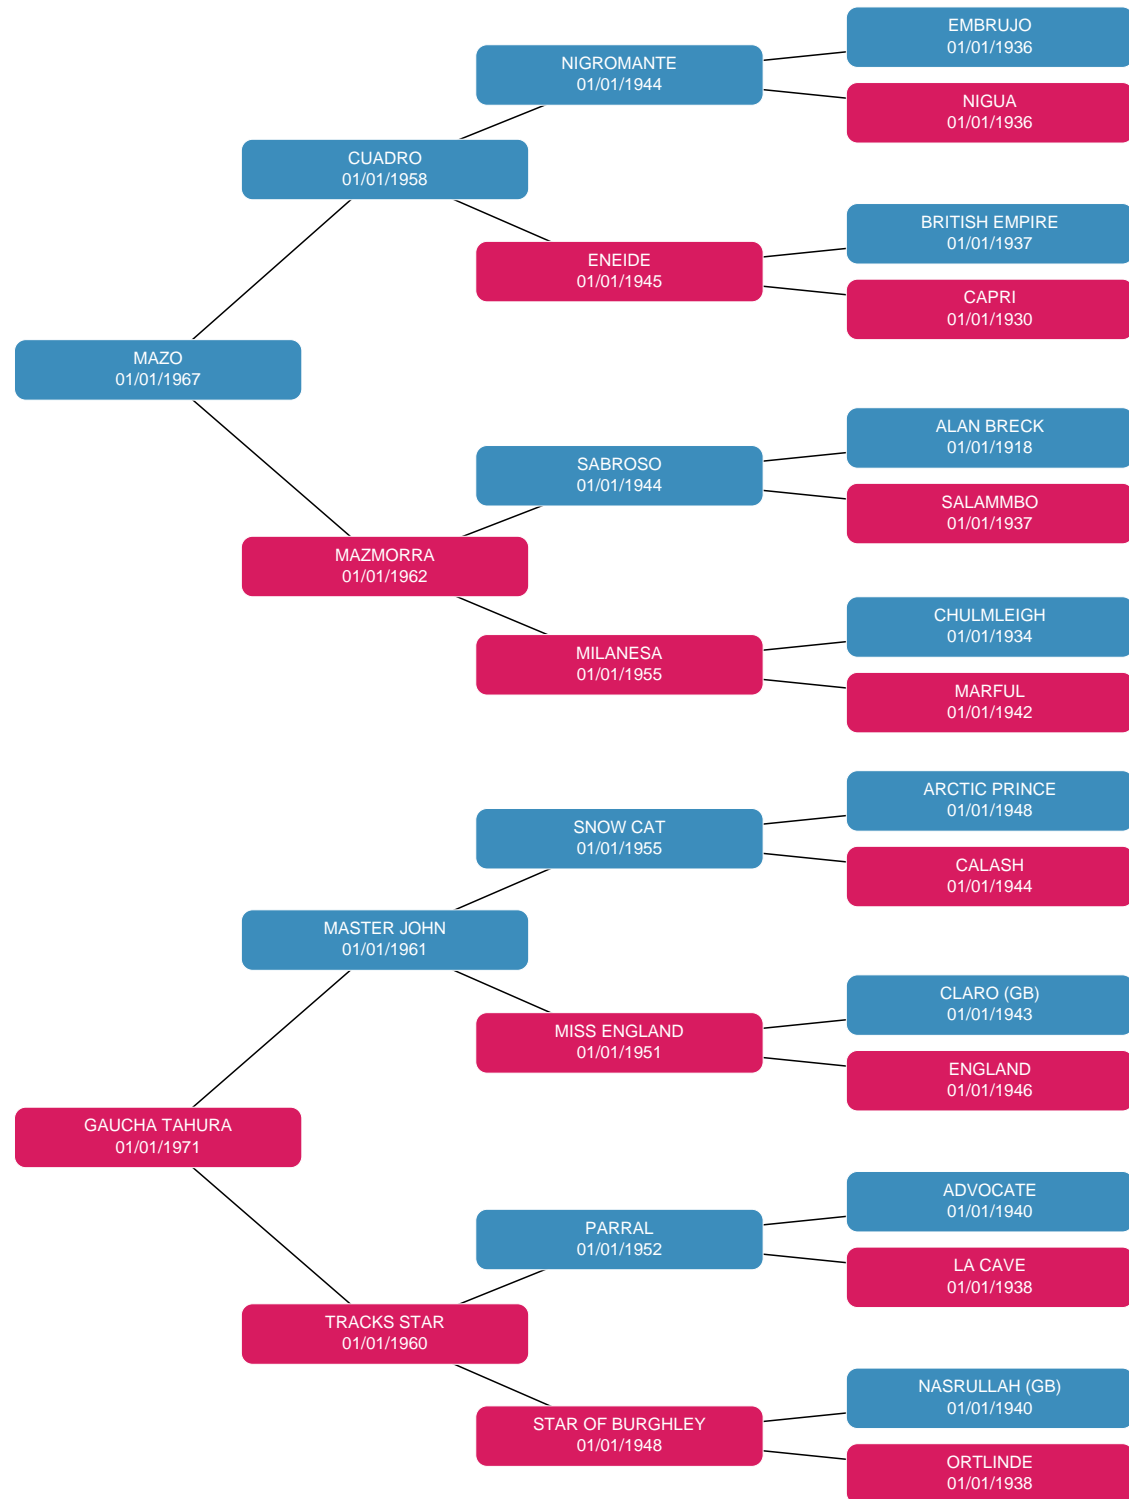 EMBRUJO
01/01/1936
NIGROMANTE
01/01/1944
NIGUA
01/01/1936
CUADRO
01/01/1958
BRITISH EMPIRE
01/01/1937
ENEIDE
01/01/1945
CAPRI
01/01/1930
MAZO
01/01/1967
ALAN BRECK
01/01/1918
SABROSO
01/01/1944
SALAMMBO
01/01/1937
MAZMORRA
01/01/1962
CHULMLEIGH
01/01/1934
MILANESA
01/01/1955
MARFUL
01/01/1942
ARCTIC PRINCE
01/01/1948
SNOW CAT
01/01/1955
CALASH
01/01/1944
MASTER JOHN
01/01/1961
CLARO (GB)
01/01/1943
MISS ENGLAND
01/01/1951
ENGLAND
01/01/1946
GAUCHA TAHURA
01/01/1971
ADVOCATE
01/01/1940
PARRAL
01/01/1952
LA CAVE
01/01/1938
TRACKS STAR
01/01/1960
NASRULLAH (GB)
01/01/1940
STAR OF BURGHLEY
01/01/1948
ORTLINDE
01/01/1938